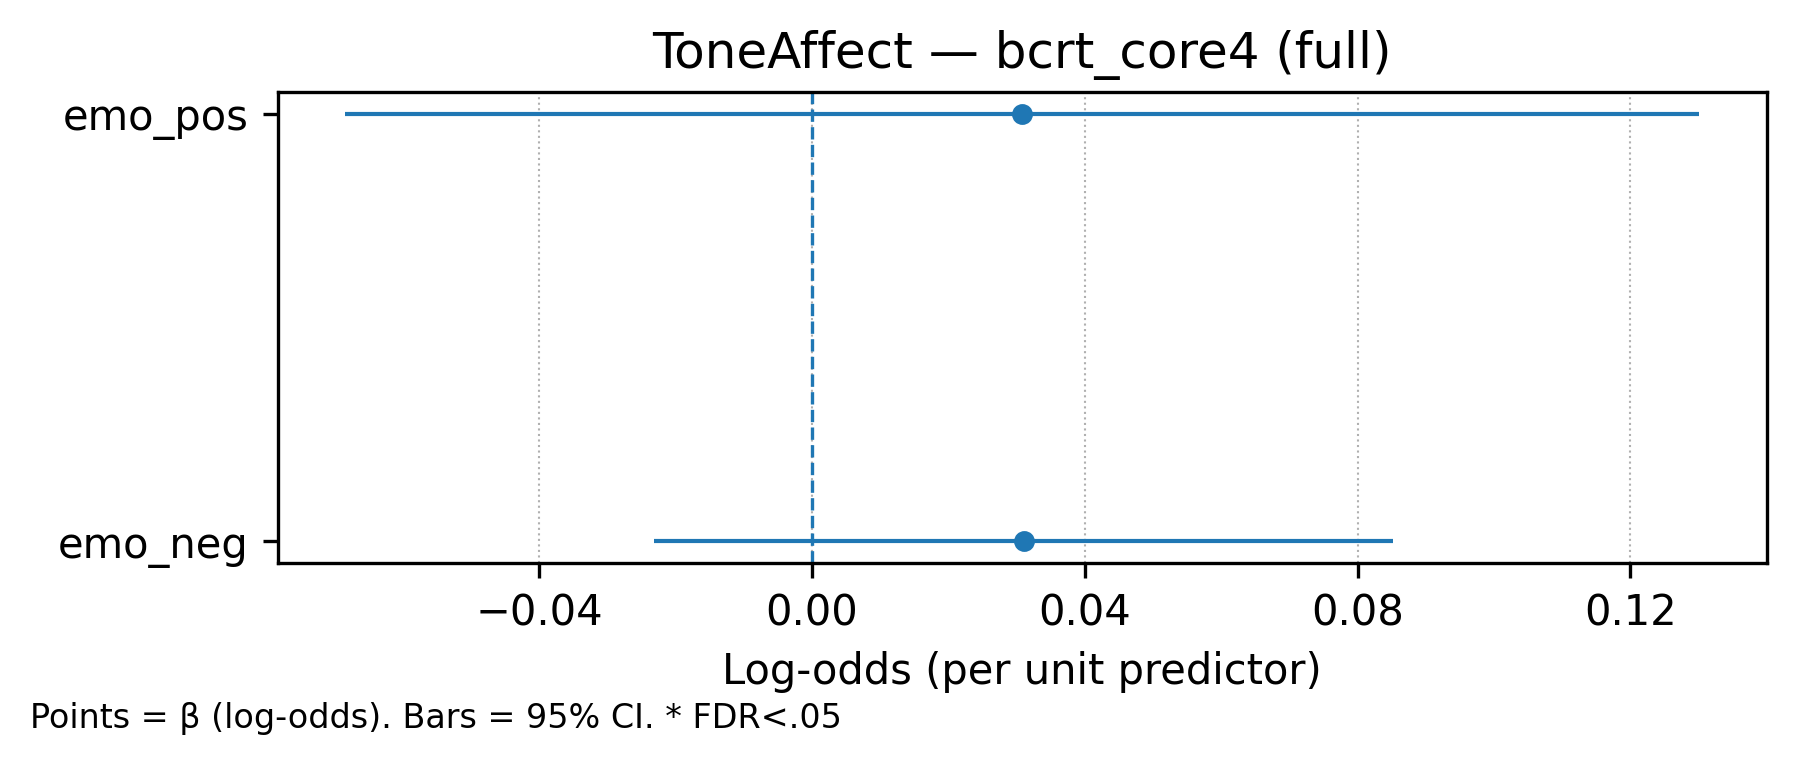 ToneAffect — bcrt_core4 (full)
emo_pos
emo_neg
−0.04 0.00 0.04 0.08 0.12
Log-odds (per unit predictor)
Points = β (log-odds). Bars = 95% CI. * FDR<.05